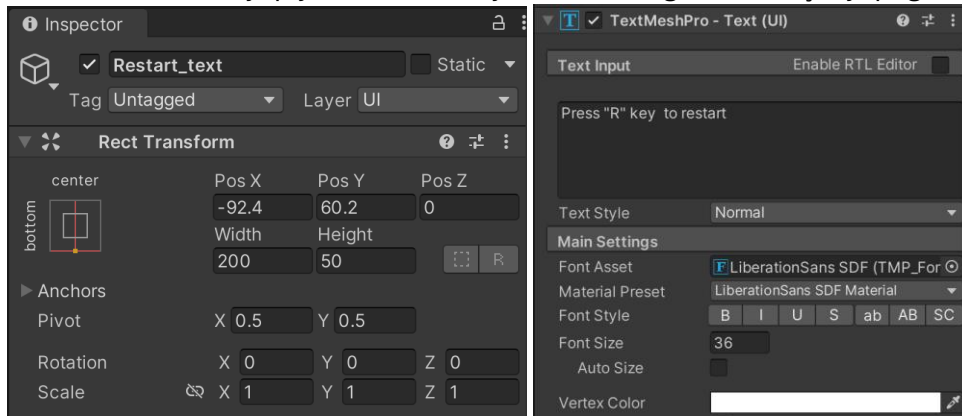 Inspector
Restart_text
Static
Tag Untagged Layer UI
Rect Transform
center Pos X Pos Y Pos Z
bottom
-92.4 60.2 0
Width Height
200 50 R
Anchors
Pivot X 0.5 Y 0.5
Rotation X 0 Y 0 Z 0
Scale X 1 Y 1 Z 1
TextMeshPro - Text (UI)
Text Input Enable RTL Editor
Press "R" key to restart
Text Style Normal
Main Settings
Font Asset F LiberationSans SDF (TMP_For
Material Preset LiberationSans SDF Material
Font Style B I U S ab AB SC
Font Size 36
Auto Size
Vertex Color